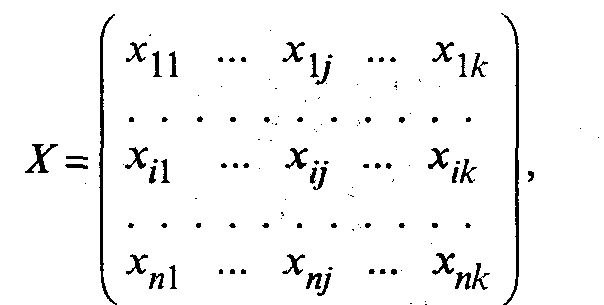 x11 ... x1j ... x1k
. . . . . . . . . . .
X = xi1 ... xij ... xik ,
. . . . . . . . . . .
xn1 ... xnj ... xnk